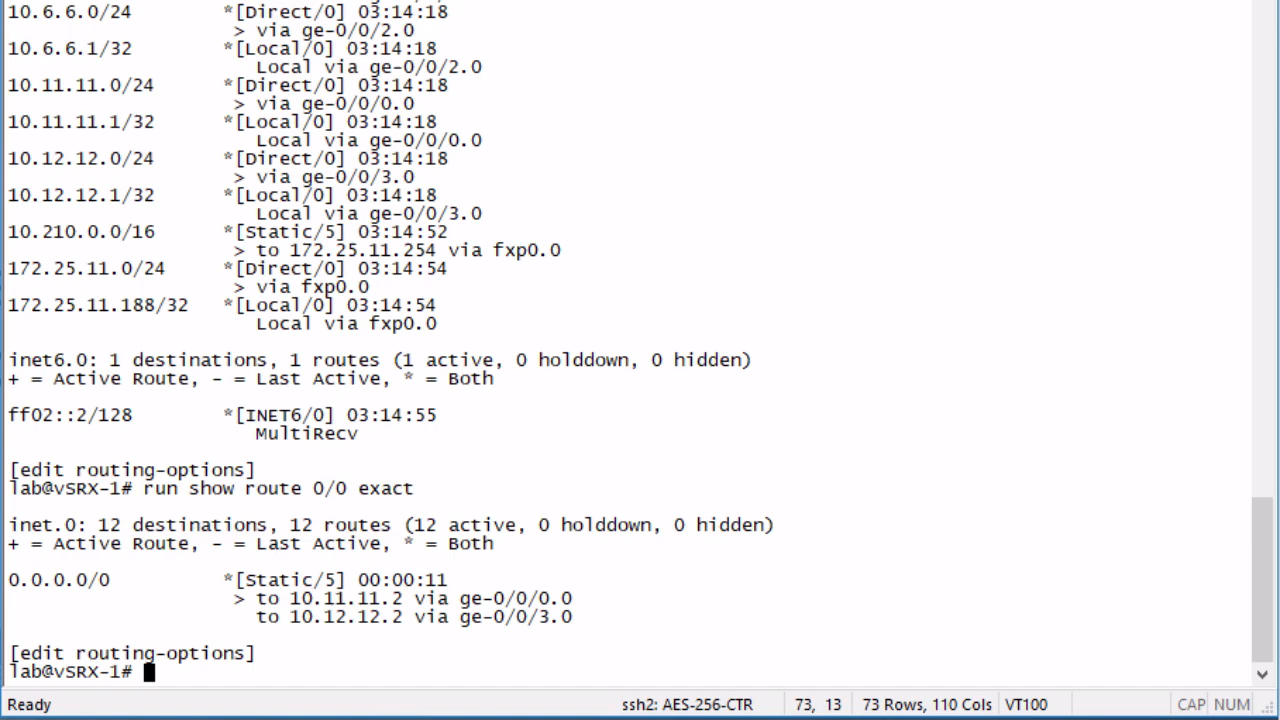 10.6.6.0/24        *[Direct/0] 03:14:18
                    > via ge-0/0/2.0
10.6.6.1/32        *[Local/0] 03:14:18
                      Local via ge-0/0/2.0
10.11.11.0/24      *[Direct/0] 03:14:18
                    > via ge-0/0/0.0
10.11.11.1/32      *[Local/0] 03:14:18
                      Local via ge-0/0/0.0
10.12.12.0/24      *[Direct/0] 03:14:18
                    > via ge-0/0/3.0
10.12.12.1/32      *[Local/0] 03:14:18
                      Local via ge-0/0/3.0
10.210.0.0/16      *[Static/5] 03:14:52
                    > to 172.25.11.254 via fxp0.0
172.25.11.0/24     *[Direct/0] 03:14:54
                    > via fxp0.0
172.25.11.188/32   *[Local/0] 03:14:54
                      Local via fxp0.0
inet6.0: 1 destinations, 1 routes (1 active, 0 holddown, 0 hidden)
+ = Active Route, - = Last Active, * = Both
ff02::2/128        *[INET6/0] 03:14:55
                      MultiRecv
[edit routing-options]
lab@vSRX-1# run show route 0/0 exact
inet.0: 12 destinations, 12 routes (12 active, 0 holddown, 0 hidden)
+ = Active Route, - = Last Active, * = Both
0.0.0.0/0          *[Static/5] 00:00:11
                    > to 10.11.11.2 via ge-0/0/0.0
                      to 10.12.12.2 via ge-0/0/3.0
[edit routing-options]
lab@vSRX-1#
Ready ssh2: AES-256-CTR 73, 13 73 Rows, 110 Cols VT100 CAP NUM